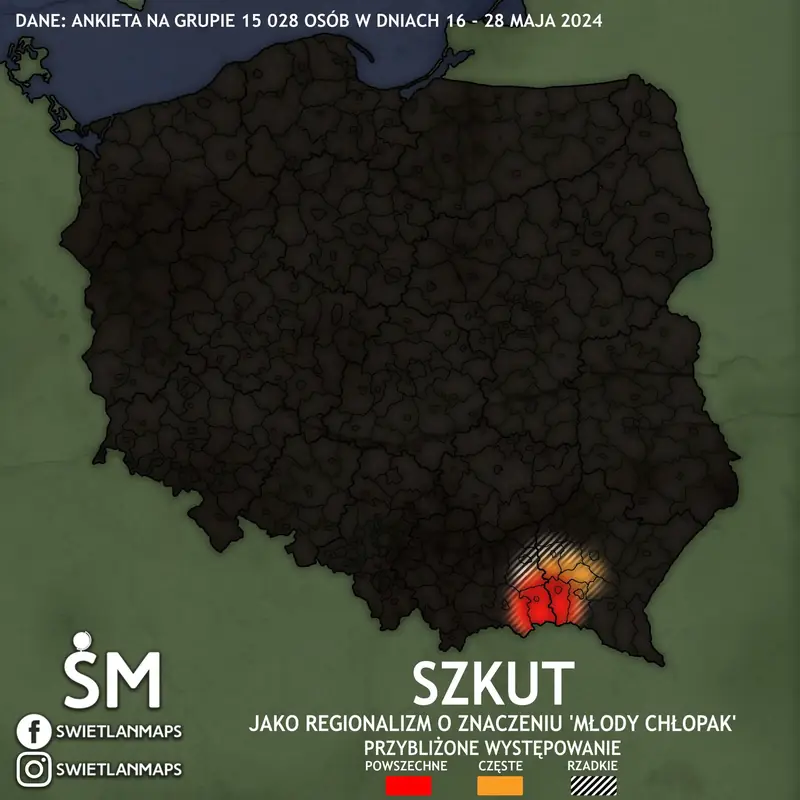 DANE: ANKIETA NA GRUPIE 15 028 OSÓB W DNIACH 16 - 28 MAJA 2024
ŚM
SWIETLANMAPS
SWIETLANMAPS
SZKUT
JAKO REGIONALIZM O ZNACZENIU 'MŁODY CHŁOPAK'
PRZYBLIŻONE WYSTĘPOWANIE
POWSZECHNE CZĘSTE RZADKIE